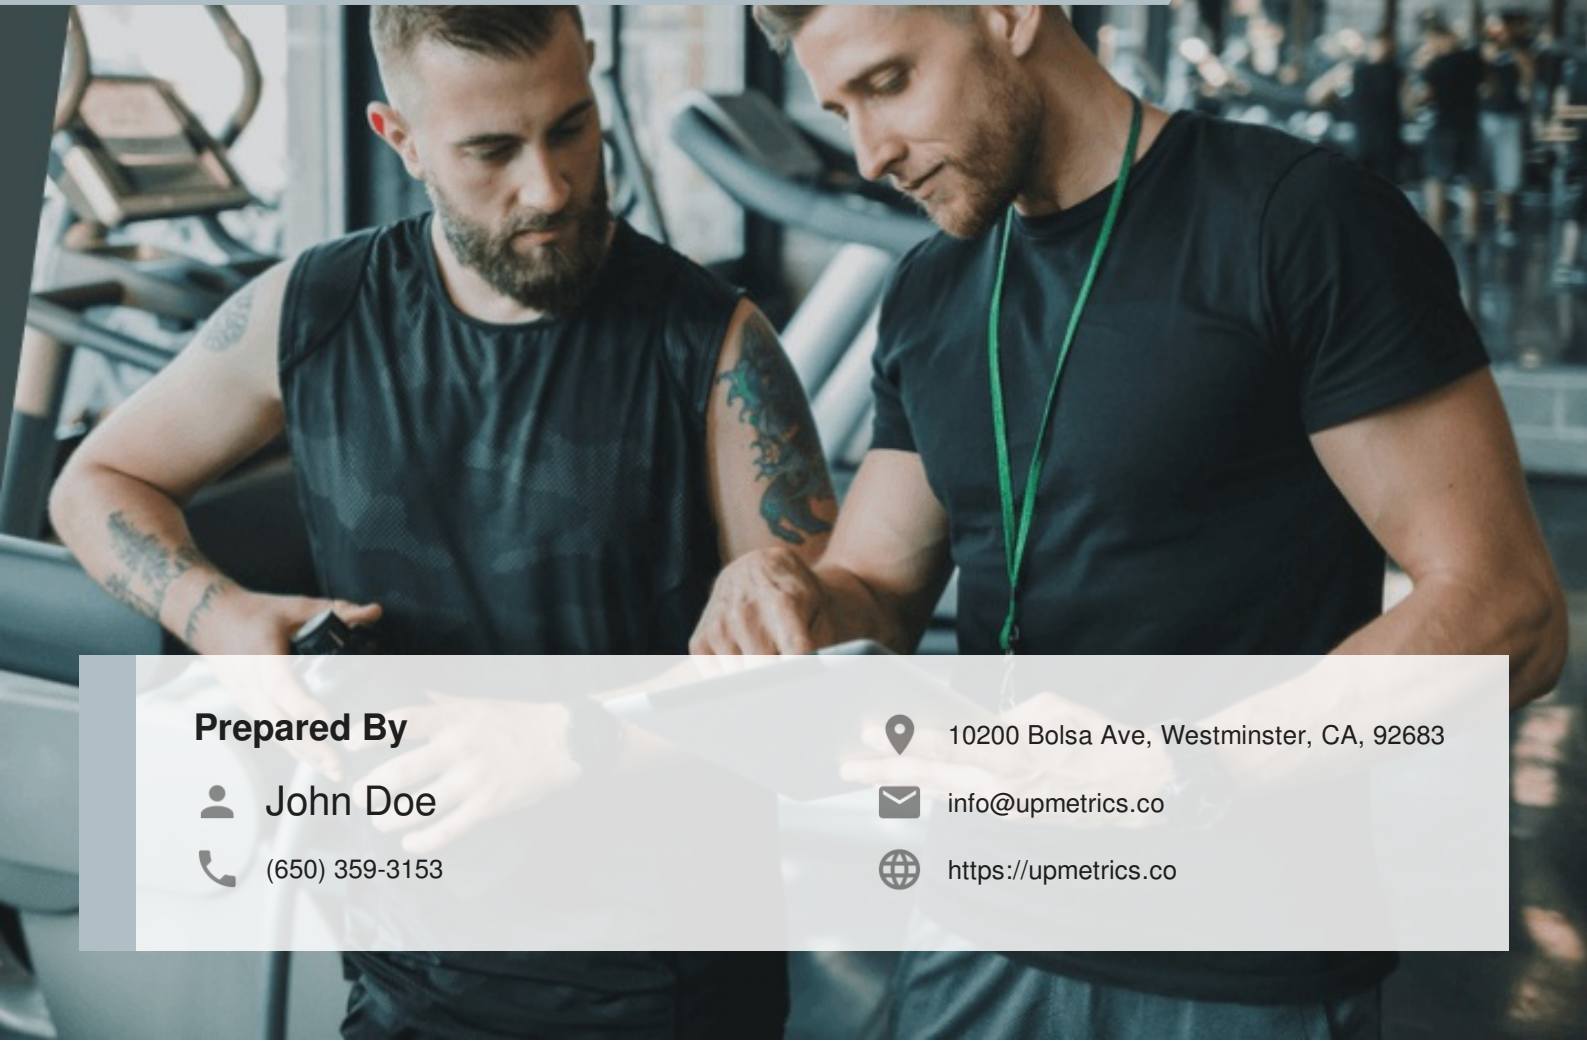 Prepared By
John Doe
(650) 359-3153
10200 Bolsa Ave, Westminster, CA, 92683
info@upmetrics.co
https://upmetrics.co